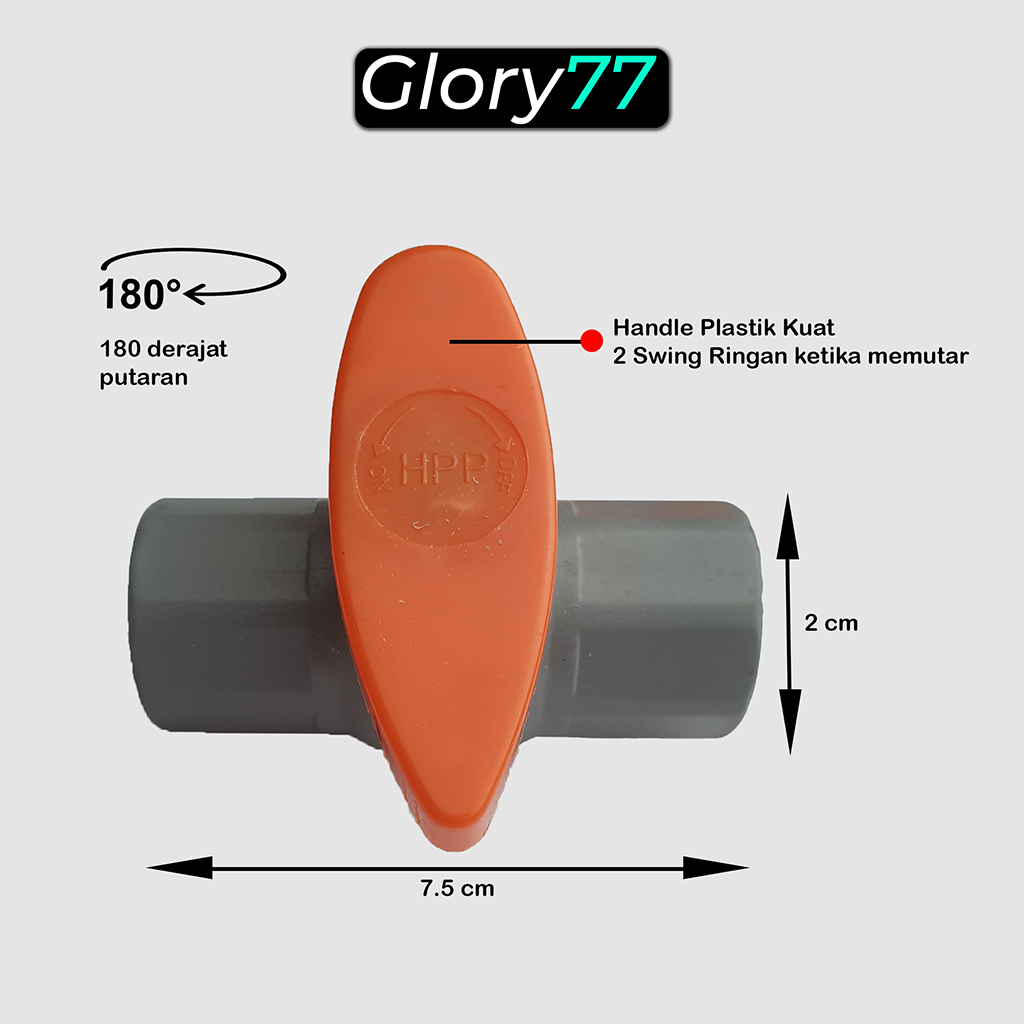 Glory77
180°
180 derajat
putaran
Handle Plastik Kuat
2 Swing Ringan ketika memutar
HPP
NO
OFF
2 cm
7.5 cm